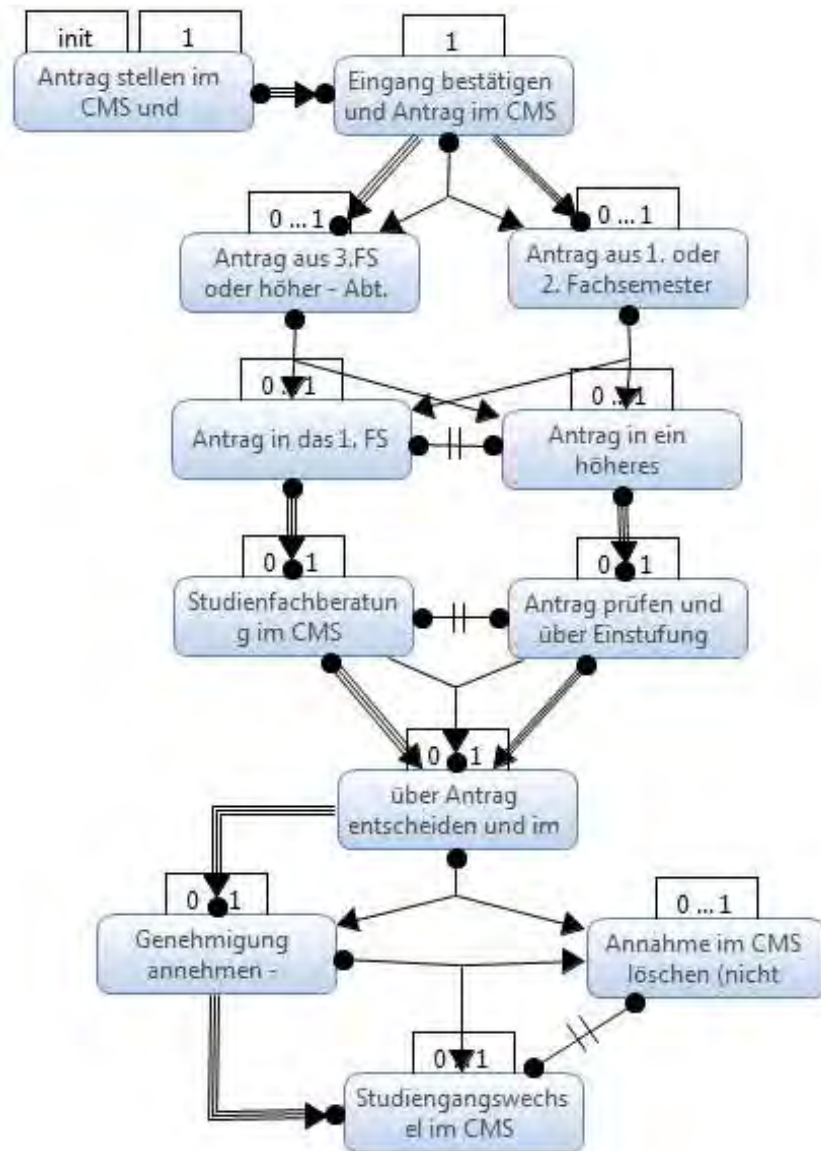 init
1
1
Antrag stellen im
CMS und
Eingang bestätigen
und Antrag im CMS
0 ... 1
0 ... 1
Antrag aus 3.FS
oder höher - Abt.
Antrag aus 1. oder
2. Fachsemester
0 ... 1
0 ... 1
Antrag in das 1. FS
Antrag in ein
höheres
0 1
0 1
Studienfachberatun
g im CMS
Antrag prüfen und
über Einstufung
0 1
über Antrag
entscheiden und im
0 1
0 ... 1
Genehmigung
annehmen -
Annahme im CMS
löschen (nicht
0 ... 1
Studiengangswechs
el im CMS